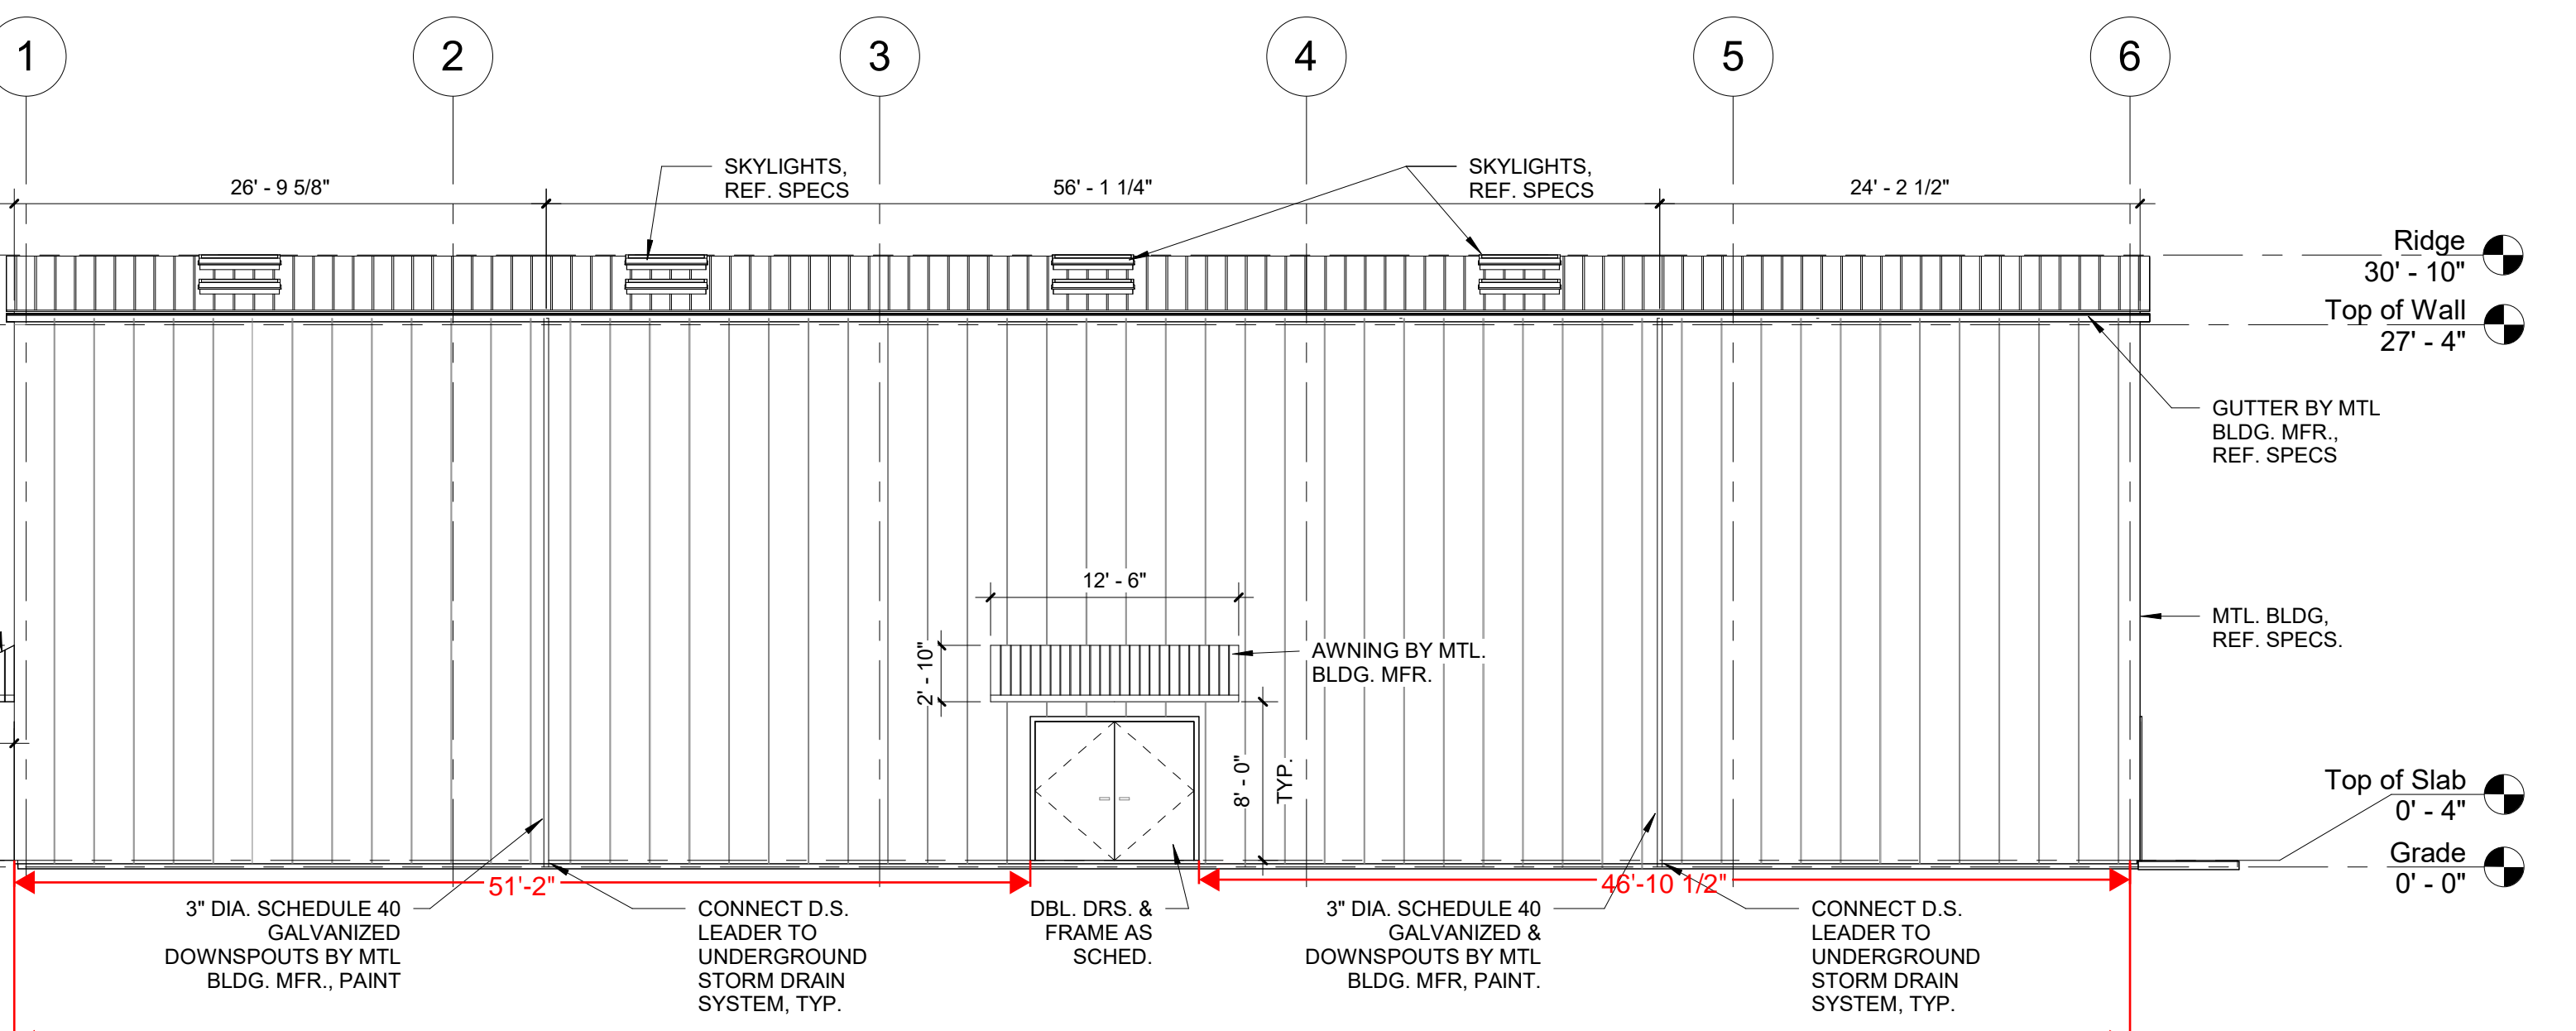 1
2
3
4
5
6
SKYLIGHTS,
REF. SPECS
SKYLIGHTS,
REF. SPECS
26' - 9 5/8"
56' - 1 1/4"
24' - 2 1/2"
Ridge
30' - 10"
Top of Wall
27' - 4"
GUTTER BY MTL
BLDG. MFR.,
REF. SPECS
12' - 6"
2' - 10"
AWNING BY MTL.
BLDG. MFR.
MTL. BLDG,
REF. SPECS.
8' - 0"
TYP.
Top of Slab
0' - 4"
Grade
0' - 0"
51'-2"
46'-10 1/2"
3" DIA. SCHEDULE 40
GALVANIZED
DOWNSPOUTS BY MTL
BLDG. MFR., PAINT
CONNECT D.S.
LEADER TO
UNDERGROUND
STORM DRAIN
SYSTEM, TYP.
DBL. DRS. &
FRAME AS
SCHED.
3" DIA. SCHEDULE 40
GALVANIZED &
DOWNSPOUTS BY MTL
BLDG. MFR, PAINT.
CONNECT D.S.
LEADER TO
UNDERGROUND
STORM DRAIN
SYSTEM, TYP.